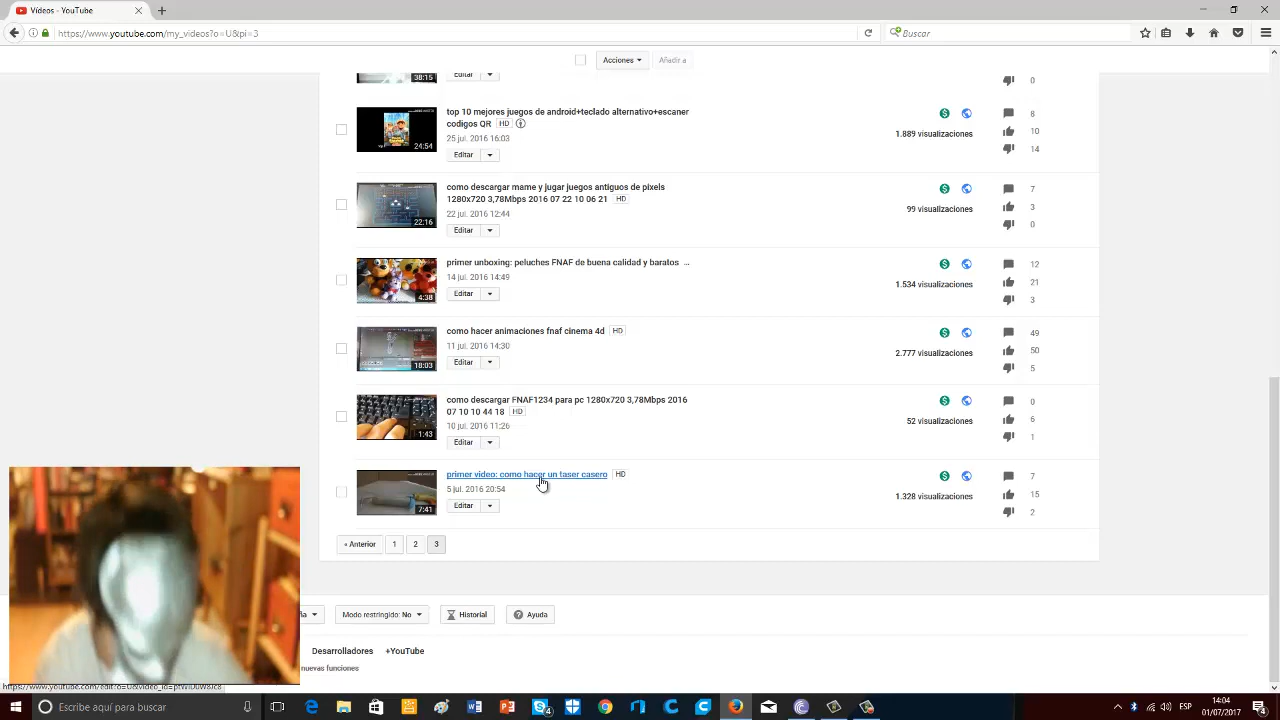 Vídeos - YouTube
https://www.youtube.com/my_videos?o=U&pi=3
Buscar
Acciones
Añadir a
38:15
Editar
0
top 10 mejores juegos de android+teclado alternativo+escaner
codigos QR HD
25 jul. 2016 16:03
24:54
Editar
1.889 visualizaciones
8
10
14
como descargar mame y jugar juegos antiguos de pixels
1280x720 3,78Mbps 2016 07 22 10 06 21 HD
22 jul. 2016 12:44
22:16
Editar
99 visualizaciones
7
3
0
primer unboxing: peluches FNAF de buena calidad y baratos ...
14 jul. 2016 14:49
4:38
Editar
1.534 visualizaciones
12
21
3
como hacer animaciones fnaf cinema 4d HD
11 jul. 2016 14:30
18:03
Editar
2.777 visualizaciones
49
50
5
como descargar FNAF1234 para pc 1280x720 3,78Mbps 2016
07 10 10 44 18 HD
10 jul. 2016 11:26
1:43
Editar
52 visualizaciones
0
6
1
primer video: como hacer un taser casero HD
5 jul. 2016 20:54
7:41
Editar
1.328 visualizaciones
7
15
2
« Anterior 1 2 3
ña
Modo restringido: No
Historial
Ayuda
Desarrolladores +YouTube
nuevas funciones
Escribe aquí para buscar
4
ESP
14:04
01/07/2017